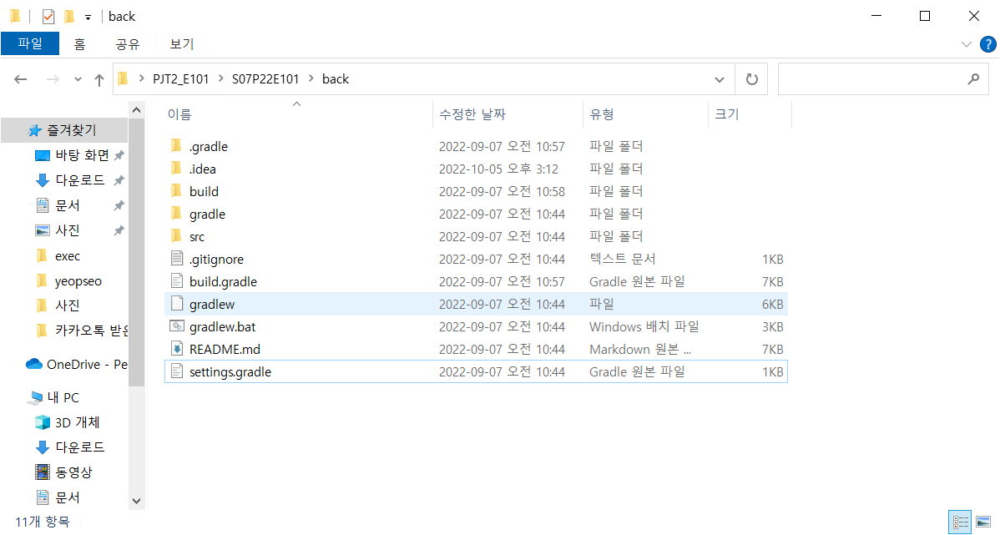 back
파일 홈 공유 보기
PJT2_E101 > S07P22E101 > back
이름 수정한 날짜 유형 크기
즐겨찾기
바탕 화면
다운로드
문서
사진
exec
yeopseo
사진
카카오톡 받은
OneDrive - Pe
내 PC
3D 개체
다운로드
동영상
문서
.gradle 2022-09-07 오전 10:57 파일 폴더
.idea 2022-10-05 오후 3:12 파일 폴더
build 2022-09-07 오전 10:58 파일 폴더
gradle 2022-09-07 오전 10:44 파일 폴더
src 2022-09-07 오전 10:44 파일 폴더
.gitignore 2022-09-07 오전 10:44 텍스트 문서 1KB
build.gradle 2022-09-07 오전 10:57 Gradle 원본 파일 7KB
gradlew 2022-09-07 오전 10:44 파일 6KB
gradlew.bat 2022-09-07 오전 10:44 Windows 배치 파일 3KB
README.md 2022-09-07 오전 10:44 Markdown 원본 ... 7KB
settings.gradle 2022-09-07 오전 10:44 Gradle 원본 파일 1KB
11개 항목